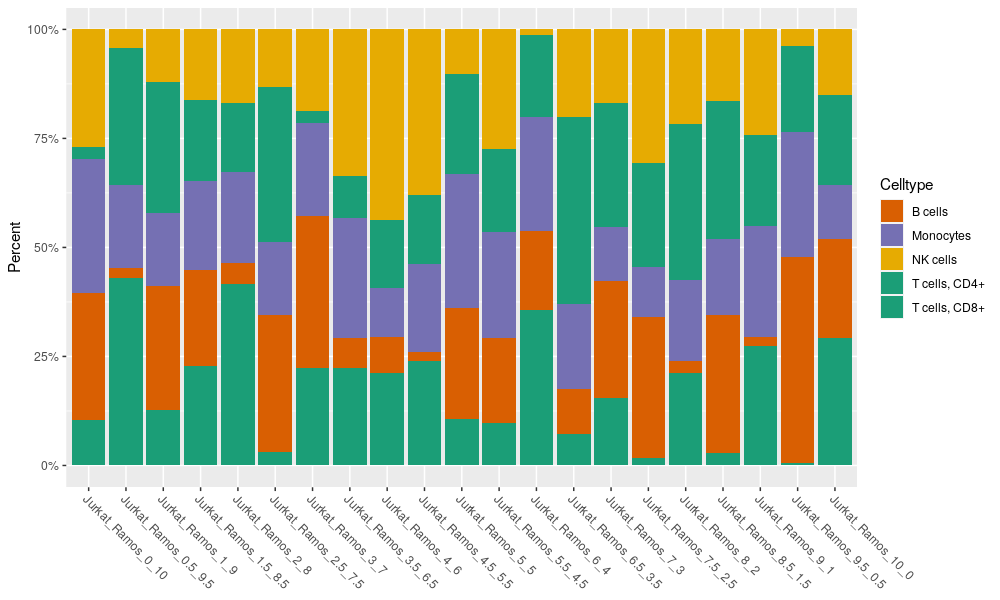 100%
75%
50%
25%
0%
Percent
Jurkat_Ramos_0_10
Jurkat_Ramos_0.5_9.5
Jurkat_Ramos_1_9
Jurkat_Ramos_1.5_8.5
Jurkat_Ramos_2_8
Jurkat_Ramos_2.5_7.5
Jurkat_Ramos_3_7
Jurkat_Ramos_3.5_6.5
Jurkat_Ramos_4_6
Jurkat_Ramos_4.5_5.5
Jurkat_Ramos_5_5
Jurkat_Ramos_5.5_4.5
Jurkat_Ramos_6_4
Jurkat_Ramos_6.5_3.5
Jurkat_Ramos_7_3
Jurkat_Ramos_7.5_2.5
Jurkat_Ramos_8_2
Jurkat_Ramos_8.5_1.5
Jurkat_Ramos_9_1
Jurkat_Ramos_9.5_0.5
Jurkat_Ramos_10_0
Celltype
B cells
Monocytes
NK cells
T cells, CD4+
T cells, CD8+